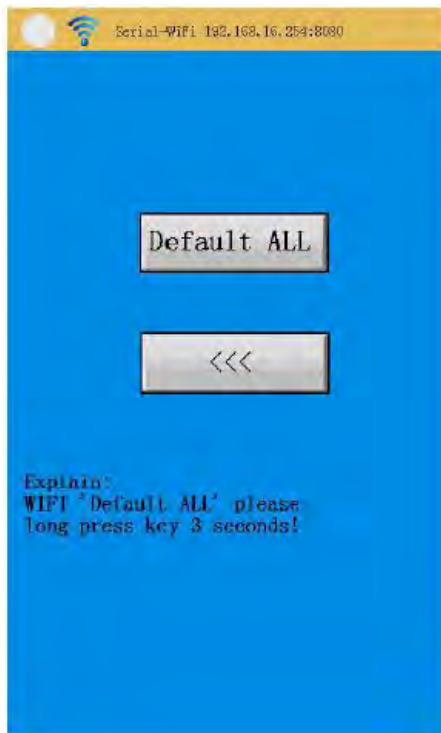 Serial-WiFi 192.168.16.254:8080
Default ALL
<<<
Explain:
WIFI 'Default ALL' please
long press key 3 seconds!